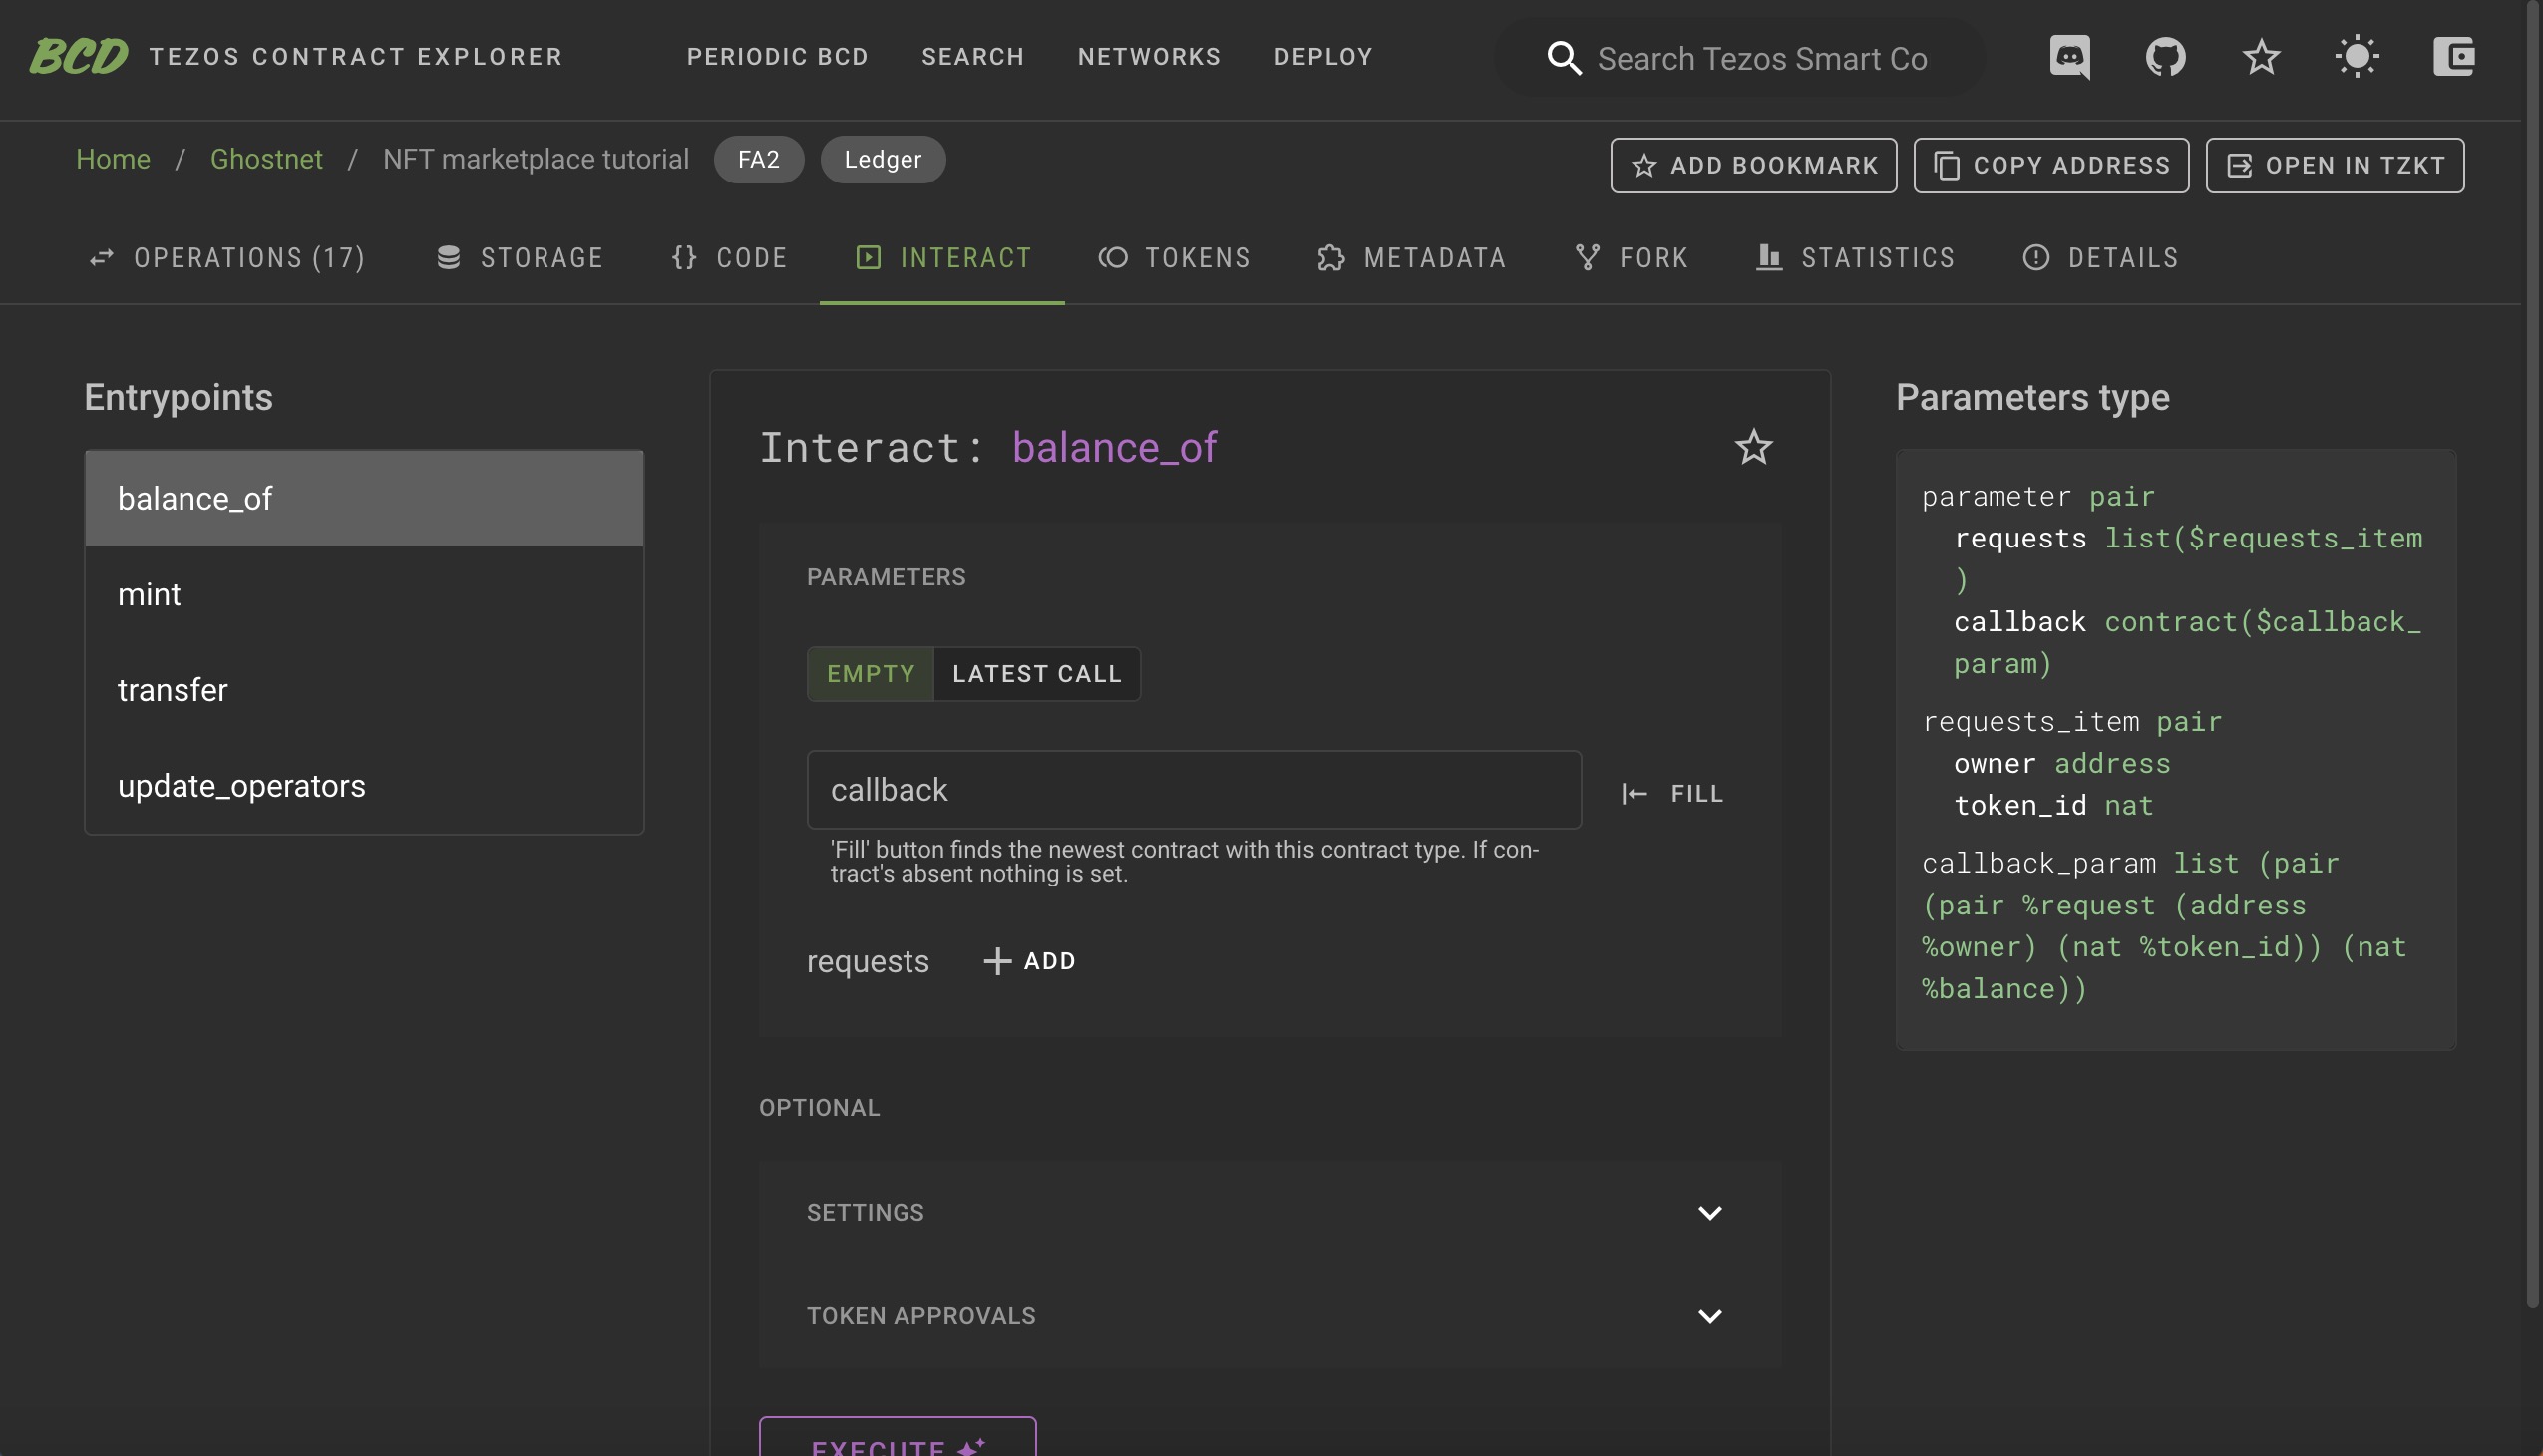 BCD TEZOS CONTRACT EXPLORER PERIODIC BCD SEARCH NETWORKS DEPLOY Search Tezos Smart Co
Home / Ghostnet / NFT marketplace tutorial FA2 Ledger ADD BOOKMARK COPY ADDRESS OPEN IN TZKT
OPERATIONS (17) STORAGE {} CODE INTERACT TOKENS METADATA FORK STATISTICS DETAILS
Entrypoints
balance_of
mint
transfer
update_operators
Interact: balance_of
PARAMETERS
EMPTY LATEST CALL
callback FILL
'Fill' button finds the newest contract with this contract type. If con-
tract's absent nothing is set.
requests + ADD
OPTIONAL
SETTINGS
TOKEN APPROVALS
EXECUTE
Parameters type
parameter pair
requests list($requests_item
)
callback contract($callback_
param)
requests_item pair
owner address
token_id nat
callback_param list (pair
(pair %request (address
%owner) (nat %token_id)) (nat
%balance))